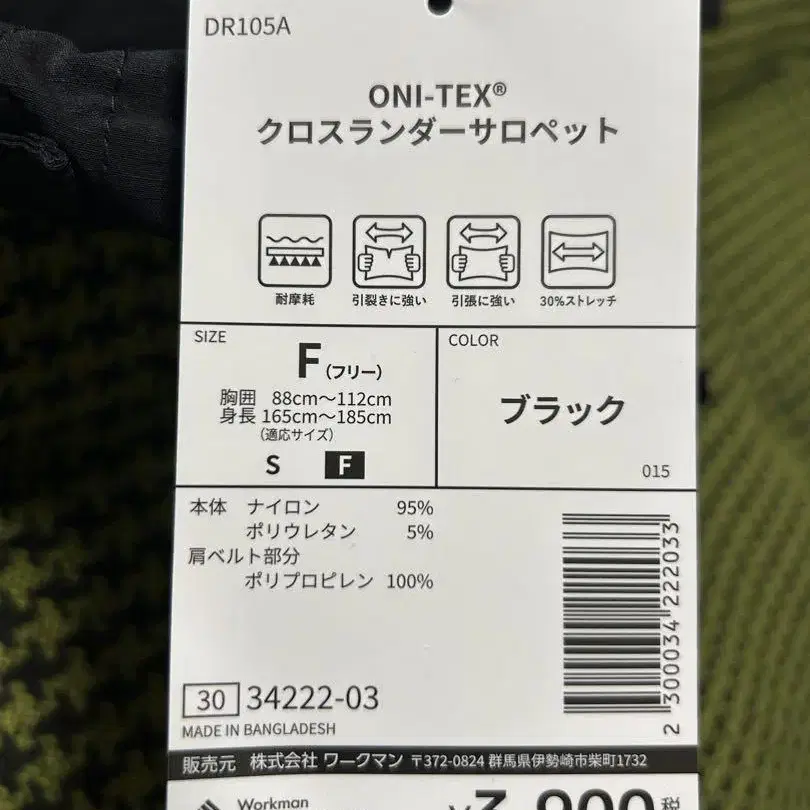 DR105A
ONI-TEX®
クロスランダーサロペット
耐摩耗 引裂きに強い 引張に強い 30%ストレッチ
SIZE
F (フリー)
胸囲 88cm〜112cm
身長 165cm〜185cm
(適応サイズ)
S F
COLOR
ブラック
015
本体 ナイロン 95%
ポリウレタン 5%
肩ベルト部分
ポリプロピレン 100%
2300034222033
30 34222-03
MADE IN BANGLADESH
販売元 株式会社 ワークマン 〒372-0824 群馬県伊勢崎市柴町1732
Workman